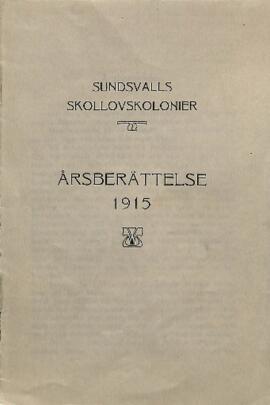 SUNDSVALLS
SKOLLOVSKOLONIER
ÅRSBERÄTTELSE
1915